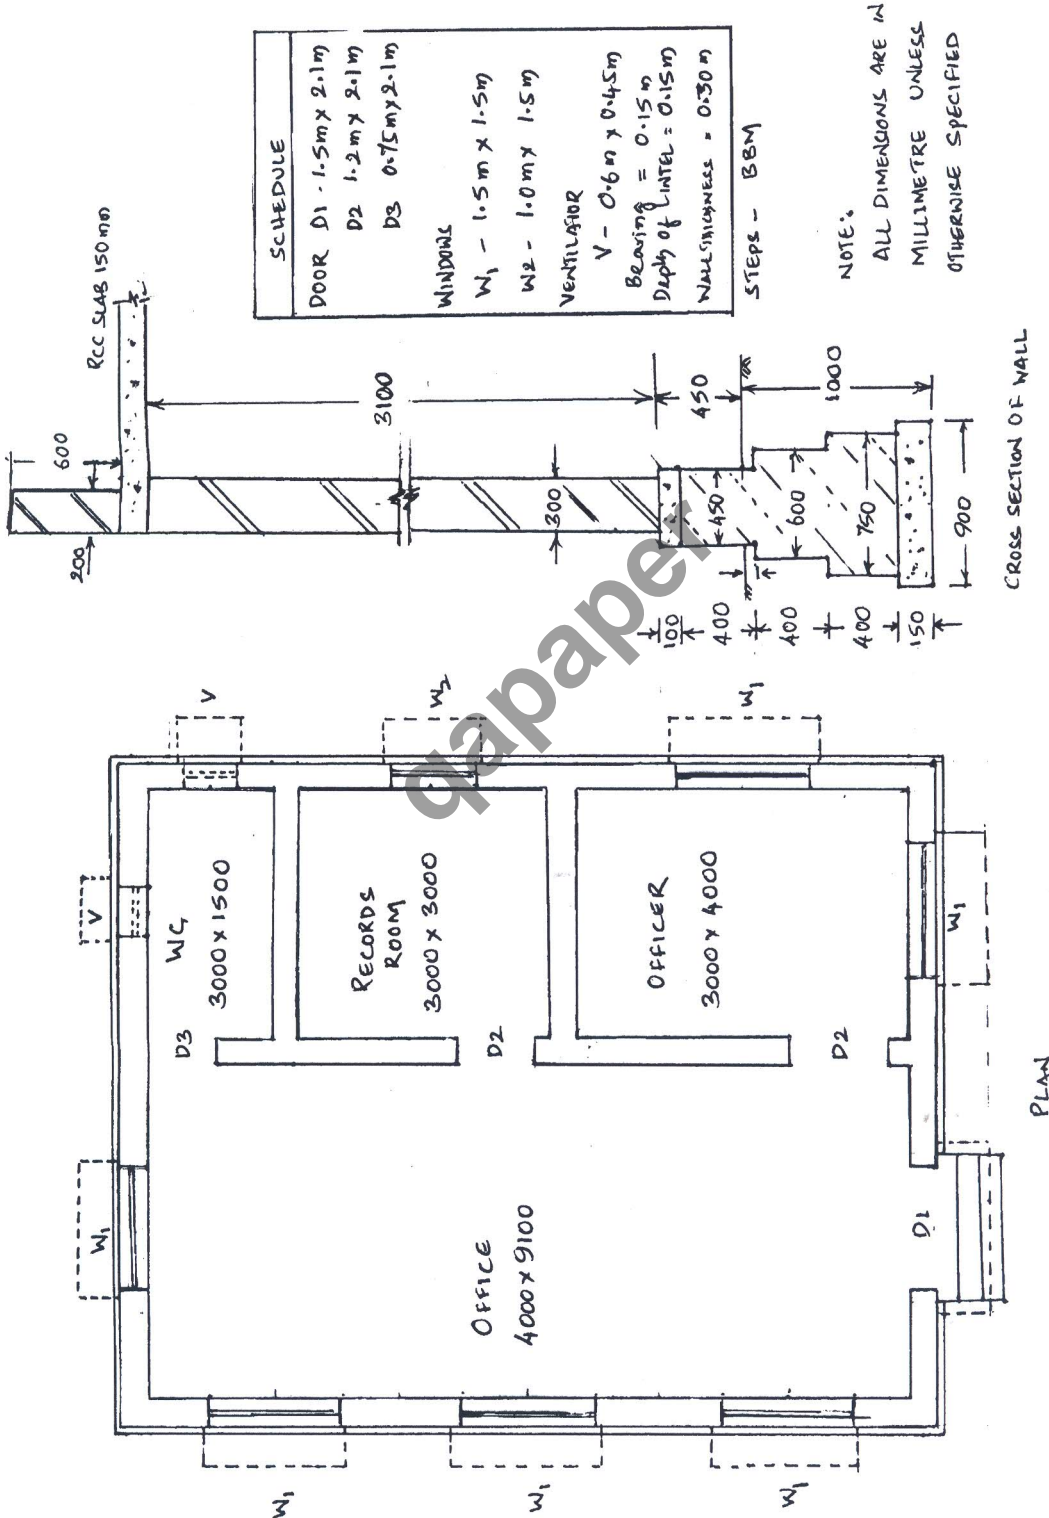 SCHEDULE
DOOR D1 - 1.5m x 2.1m
D2 1.2m x 2.1m
D3 0.75m x 2.1m
WINDOWS
W1 - 1.5m x 1.5m
W2 - 1.0m x 1.5m
VENTILATOR
V - 0.6m x 0.45m
Bearing = 0.15m
Depth of LINTEL = 0.15m
WALL THICKNESS = 0.30m
STEPS - BBM
NOTE:
ALL DIMENSIONS ARE IN
MILLIMETRE UNLESS
OTHERWISE SPECIFIED
RCC SLAB 150mm
600
200
3100
300
450
1000
450
600
750
900
100
400
400
400
150
CROSS SECTION OF WALL
V
W2
W1
V
WC
3000 x 1500
RECORDS
ROOM
3000 x 3000
OFFICER
3000 x 4000
W1
D3
D2
D2
W1
OFFICE
4000 x 9100
D1
W1
W1
W1
PLAN
qapaper